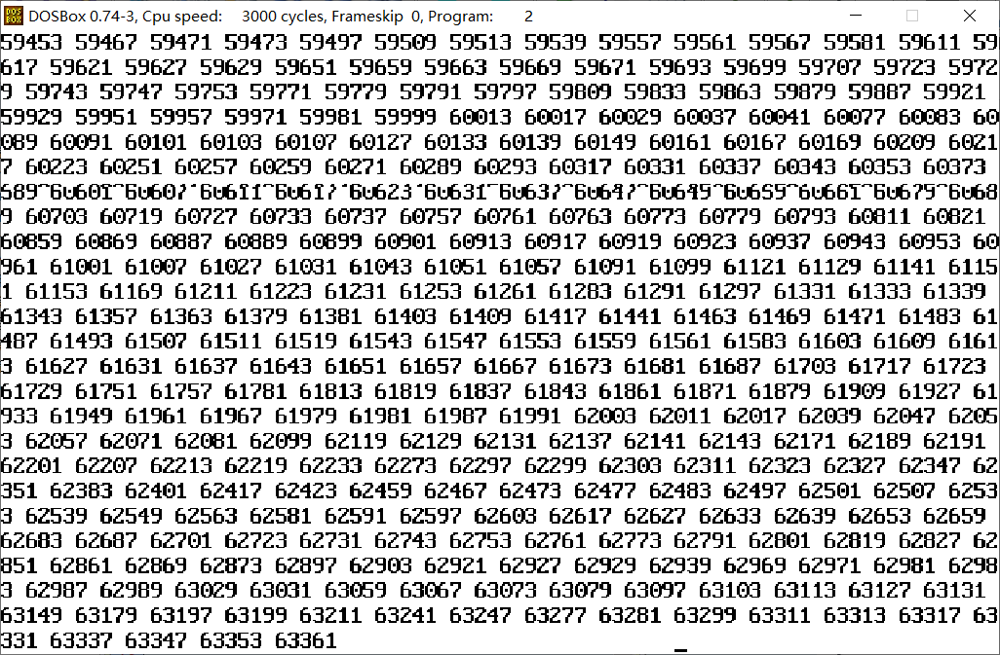 DOSBox 0.74-3, Cpu speed: 3000 cycles, Frameskip 0, Program: 2
59453 59467 59471 59473 59497 59509 59513 59539 59557 59561 59567 59581 59611 59
617 59621 59627 59629 59651 59659 59663 59669 59671 59693 59699 59707 59723 5972
9 59743 59747 59753 59771 59779 59791 59797 59809 59833 59863 59879 59887 59921
59929 59951 59957 59971 59981 59999 60013 60017 60029 60037 60041 60077 60083 60
089 60091 60101 60103 60107 60127 60133 60139 60149 60161 60167 60169 60209 6021
7 60223 60251 60257 60259 60271 60289 60293 60317 60331 60337 60343 60353 60373
589 60601 60607 60611 60617 60623 60631 60637 60647 60649 60659 60661 60679 6068
9 60703 60719 60727 60733 60737 60757 60761 60763 60773 60779 60793 60811 60821
60859 60869 60887 60889 60899 60901 60913 60917 60919 60923 60937 60943 60953 60
961 61001 61007 61027 61031 61043 61051 61057 61091 61099 61121 61129 61141 6115
1 61153 61169 61211 61223 61231 61253 61261 61283 61291 61297 61331 61333 61339
61343 61357 61363 61379 61381 61403 61409 61417 61441 61463 61469 61471 61483 61
487 61493 61507 61511 61519 61543 61547 61553 61559 61561 61583 61603 61609 6161
3 61627 61631 61637 61643 61651 61657 61667 61673 61681 61687 61703 61717 61723
61729 61751 61757 61781 61813 61819 61837 61843 61861 61871 61879 61909 61927 61
933 61949 61961 61967 61979 61981 61987 61991 62003 62011 62017 62039 62047 6205
3 62057 62071 62081 62099 62119 62129 62131 62137 62141 62143 62171 62189 62191
62201 62207 62213 62219 62233 62273 62297 62299 62303 62311 62323 62327 62347 62
351 62383 62401 62417 62423 62459 62467 62473 62477 62483 62497 62501 62507 6253
3 62539 62549 62563 62581 62591 62597 62603 62617 62627 62633 62639 62653 62659
62683 62687 62701 62723 62731 62743 62753 62761 62773 62791 62801 62819 62827 62
851 62861 62869 62873 62897 62903 62921 62927 62929 62939 62969 62971 62981 6298
3 62987 62989 63029 63031 63059 63067 63073 63079 63097 63103 63113 63127 63131
63149 63179 63197 63199 63211 63241 63247 63277 63281 63299 63311 63313 63317 63
331 63337 63347 63353 63361